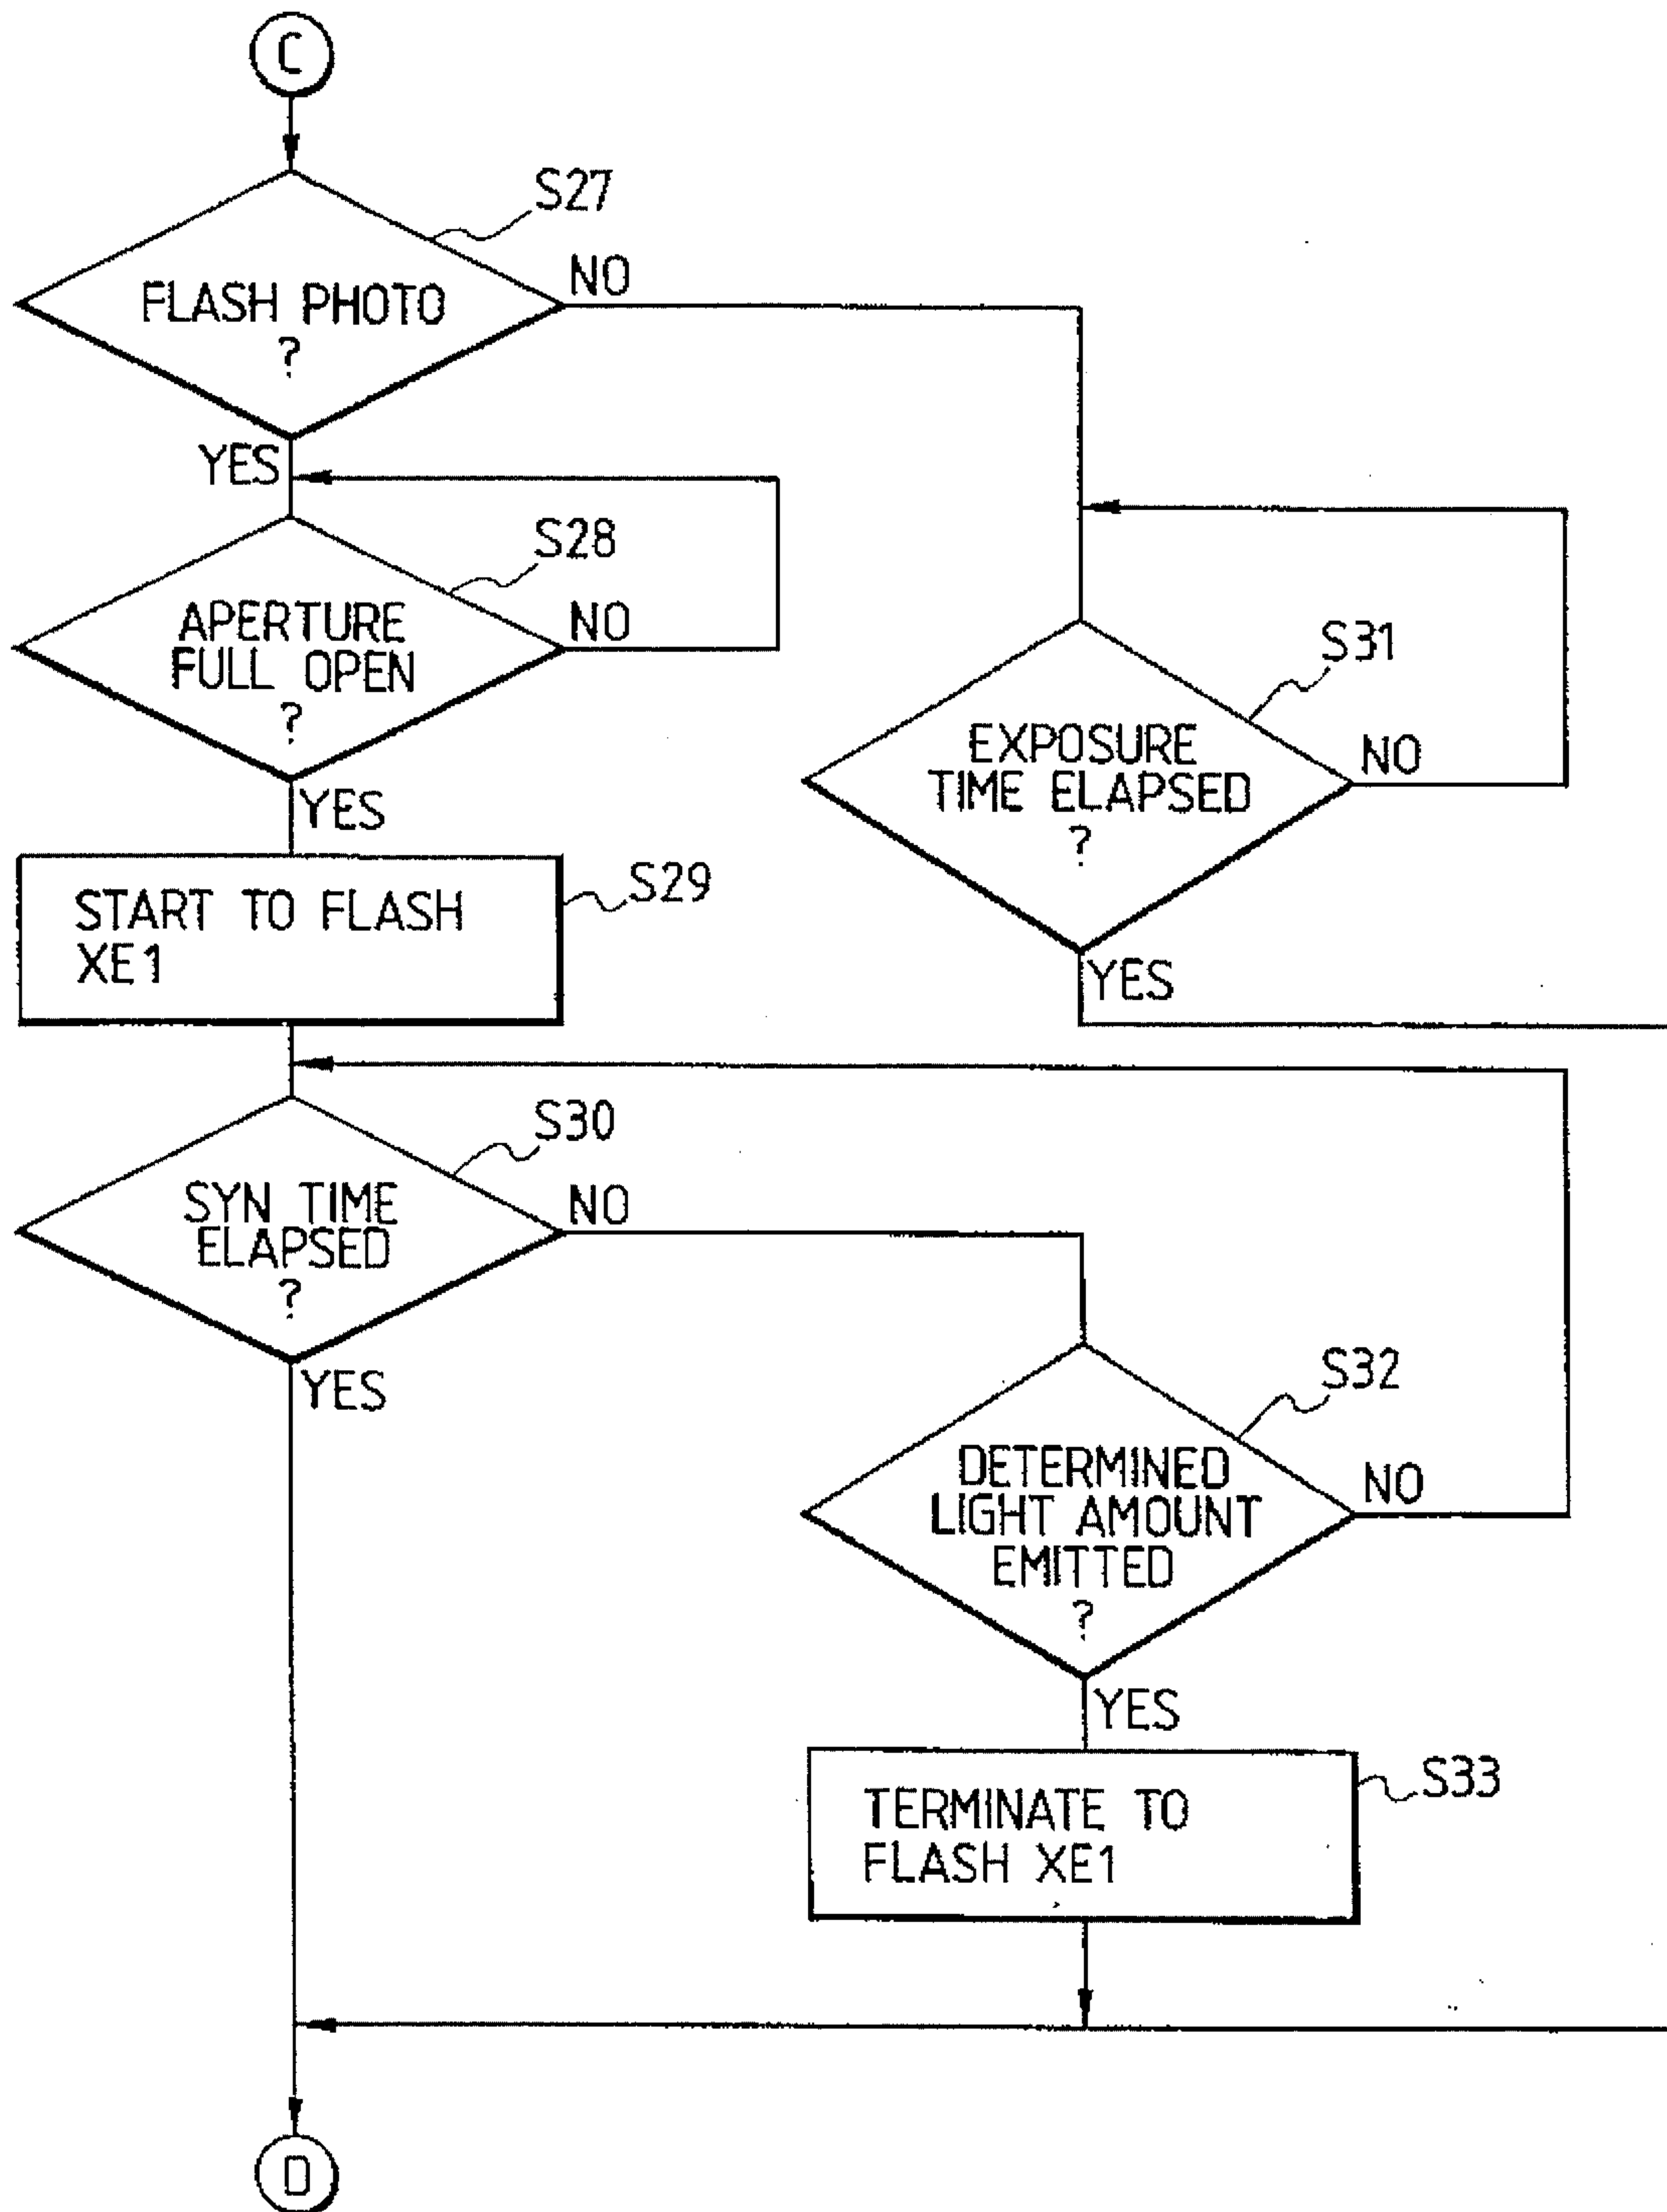 C
S27
FLASH PHOTO
?
NO
YES
S28
APERTURE
FULL OPEN
?
NO
YES
S31
EXPOSURE
TIME ELAPSED
?
NO
YES
S29
START TO FLASH
XE1
S30
SYN TIME
ELAPSED
?
NO
YES
S32
DETERMINED
LIGHT AMOUNT
EMITTED
?
NO
YES
S33
TERMINATE TO
FLASH XE1
D